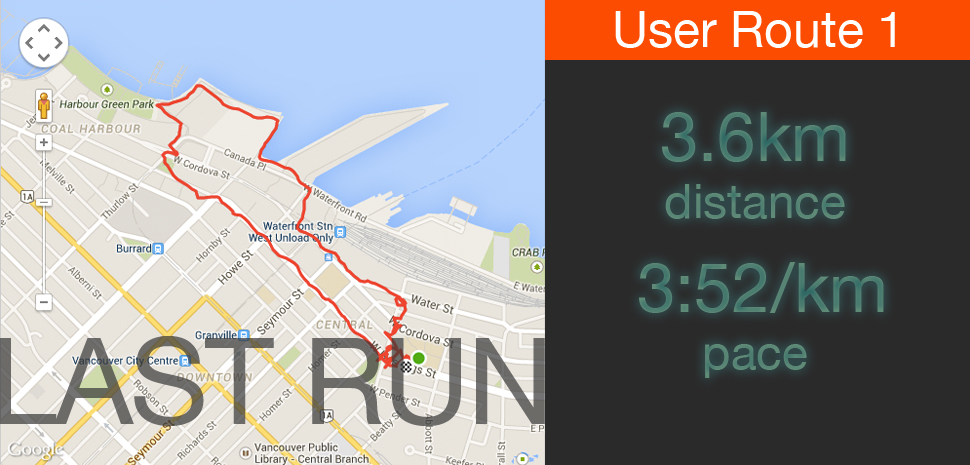 User Route 1
3.6km
distance
3:52/km
pace
LAST RUN
Harbour Green Park
COAL HARBOUR
Canada Pl
W Cordova St
Melville St
Thurlow St
1A
W Waterfront Rd
Waterfront Stn
West Unload Only
Burrard
Hornby St
Howe St
CRAB
E Water
Alberni St
Seymour St
Water St
CENTRAL
W Cordova St
Granville
Homer St
Vancouver City Centre
DOWNTOWN
W Pender St
Robson St
Homer St
1A
Beatty St
Abbott St
Richards St
Seymour St
Vancouver Public
Library - Central Branch
Keefer
Google